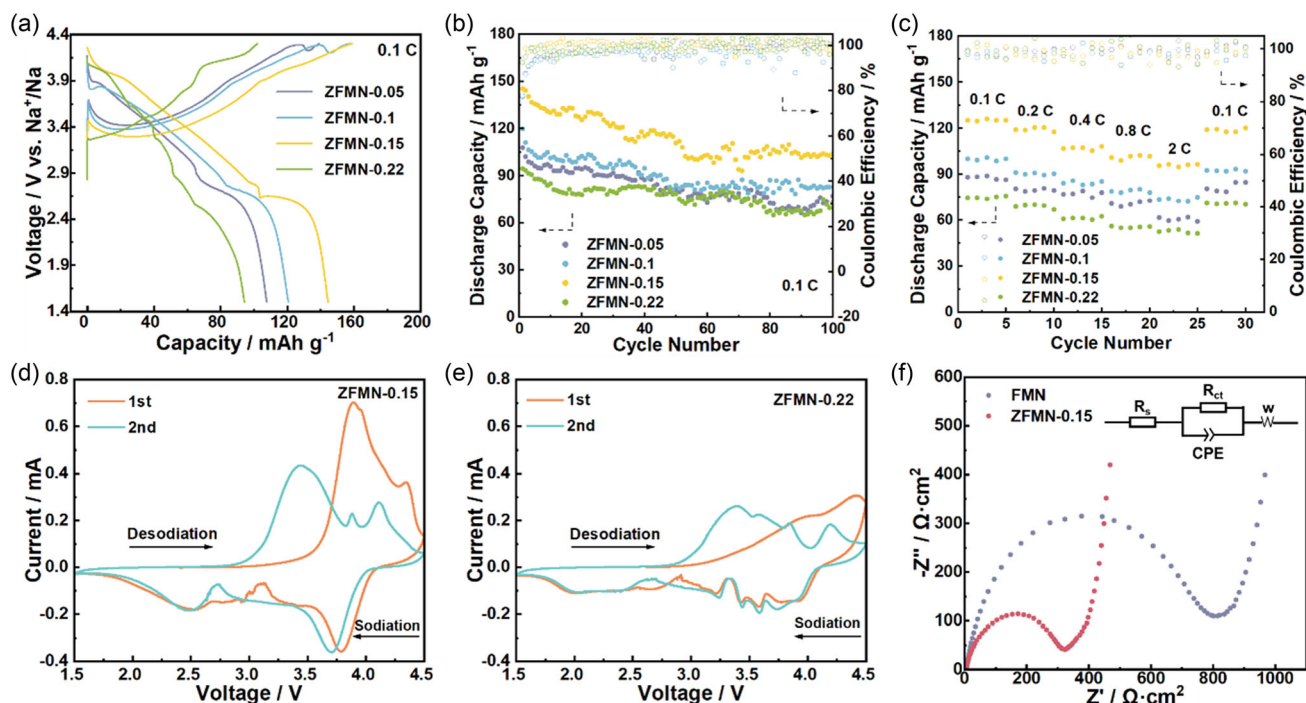 (a)
4.4
3.9
3.4
2.9
2.4
1.9
1.4
Voltage / V vs. Na⁺/Na
0.1 C
ZFMN-0.05
ZFMN-0.1
ZFMN-0.15
ZFMN-0.22
0 40 80 120 160 200
Capacity / mAh g⁻¹
(b)
180
150
120
90
60
30
0
Discharge Capacity / mAh g⁻¹
ZFMN-0.05
ZFMN-0.1
ZFMN-0.15
ZFMN-0.22
0.1 C
100
80
60
40
20
0
-20
Coulombic Efficiency / %
0 20 40 60 80 100
Cycle Number
(c)
180
150
120
90
60
30
0
Discharge Capacity / mAh g⁻¹
0.1 C
0.2 C
0.4 C
0.8 C
2 C
0.1 C
ZFMN-0.05
ZFMN-0.1
ZFMN-0.15
ZFMN-0.22
100
80
60
40
20
0
Coulombic Efficiency / %
0 5 10 15 20 25 30
Cycle Number
(d)
0.8
0.6
0.4
0.2
0.0
-0.2
-0.4
Current / mA
1st
2nd
ZFMN-0.15
Desodiation
Sodiation
1.5 2.0 2.5 3.0 3.5 4.0 4.5
Voltage / V
(e)
0.8
0.6
0.4
0.2
0.0
-0.2
-0.4
Current / mA
1st
2nd
ZFMN-0.22
Desodiation
Sodiation
1.5 2.0 2.5 3.0 3.5 4.0 4.5
Voltage / V
(f)
600
500
400
300
200
100
0
-Z'' / Ω·cm²
FMN
ZFMN-0.15
Rs
Rct
CPE
w
0 200 400 600 800 1000
Z' / Ω·cm²